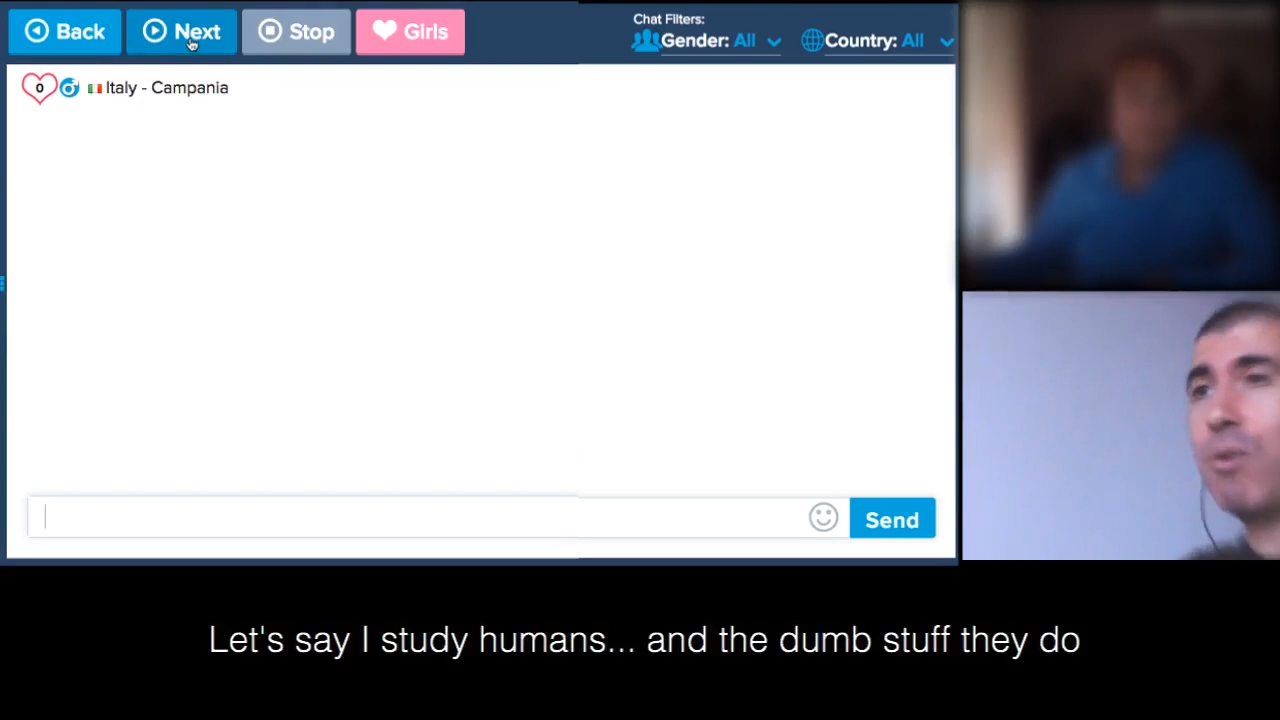 Back Next Stop Girls
Chat Filters:
Gender: All Country: All
0 Italy - Campania
Send
Let's say I study humans... and the dumb stuff they do